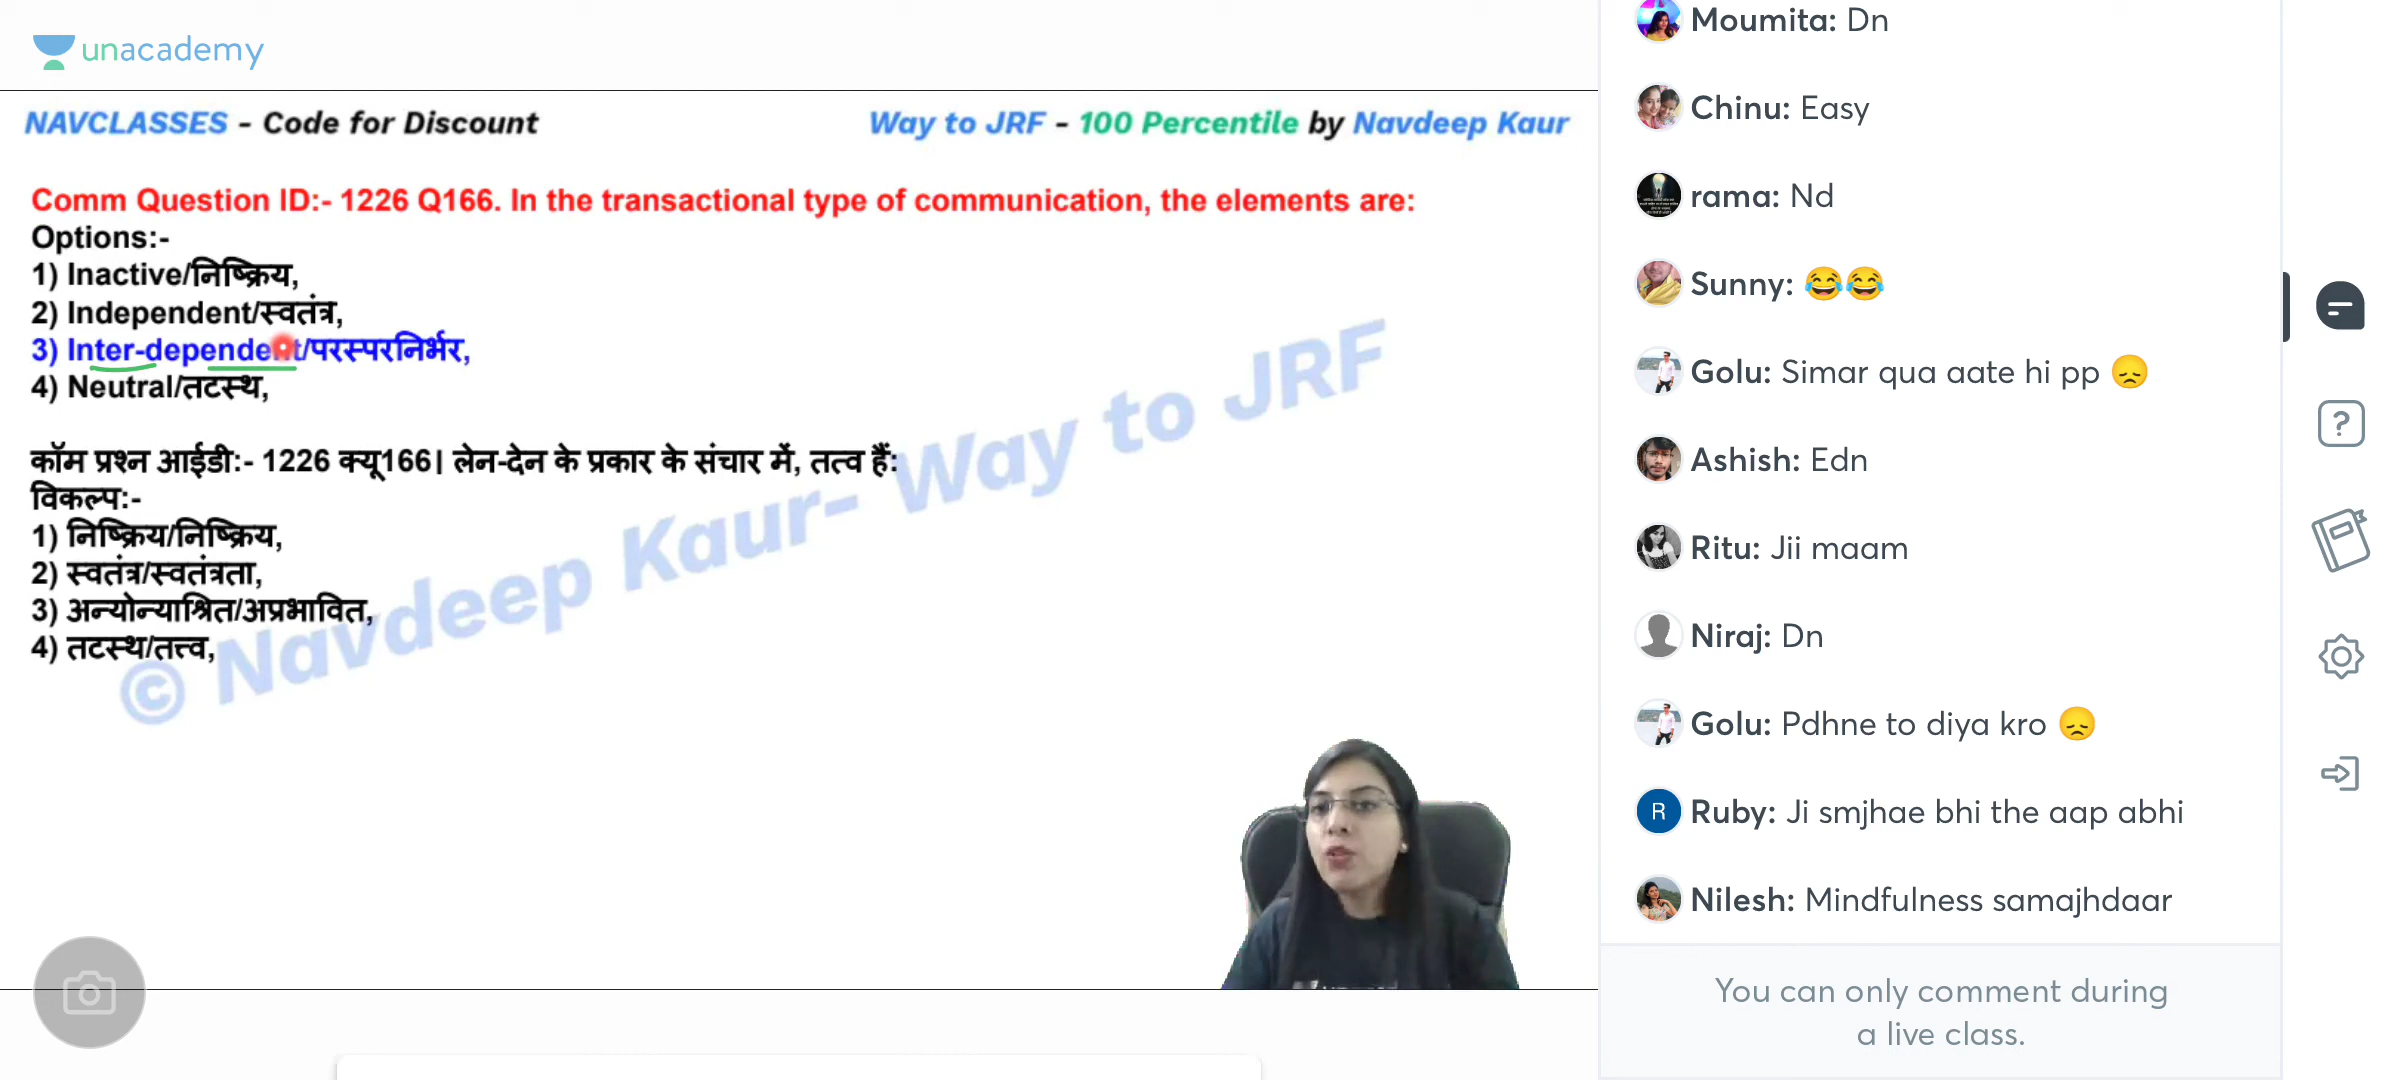 unacademy
NAVCLASSES - Code for Discount
Way to JRF - 100 Percentile by Navdeep Kaur
Comm Question ID:- 1226 Q166. In the transactional type of communication, the elements are:
Options:-
1) Inactive/निष्क्रिय,
2) Independent/स्वतंत्र,
3) Inter-dependent/परस्परनिर्भर,
4) Neutral/तटस्थ,
कॉम प्रश्न आईडी:- 1226 क्यू166। लेन-देन के प्रकार के संचार में, तत्व हैं:
विकल्प:-
1) निष्क्रिय/निष्क्रिय,
2) स्वतंत्र/स्वतंत्रता,
3) अन्योन्याश्रित/अप्रभावित,
4) तटस्थ/तत्त्व,
© Navdeep Kaur- Way to JRF
Moumita: Dn
Chinu: Easy
rama: Nd
Sunny: 😂😂
Golu: Simar qua aate hi pp 😞
Ashish: Edn
Ritu: Jii maam
Niraj: Dn
Golu: Pdhne to diya kro 😞
R Ruby: Ji smjhae bhi the aap abhi
Nilesh: Mindfulness samajhdaar
You can only comment during
a live class.